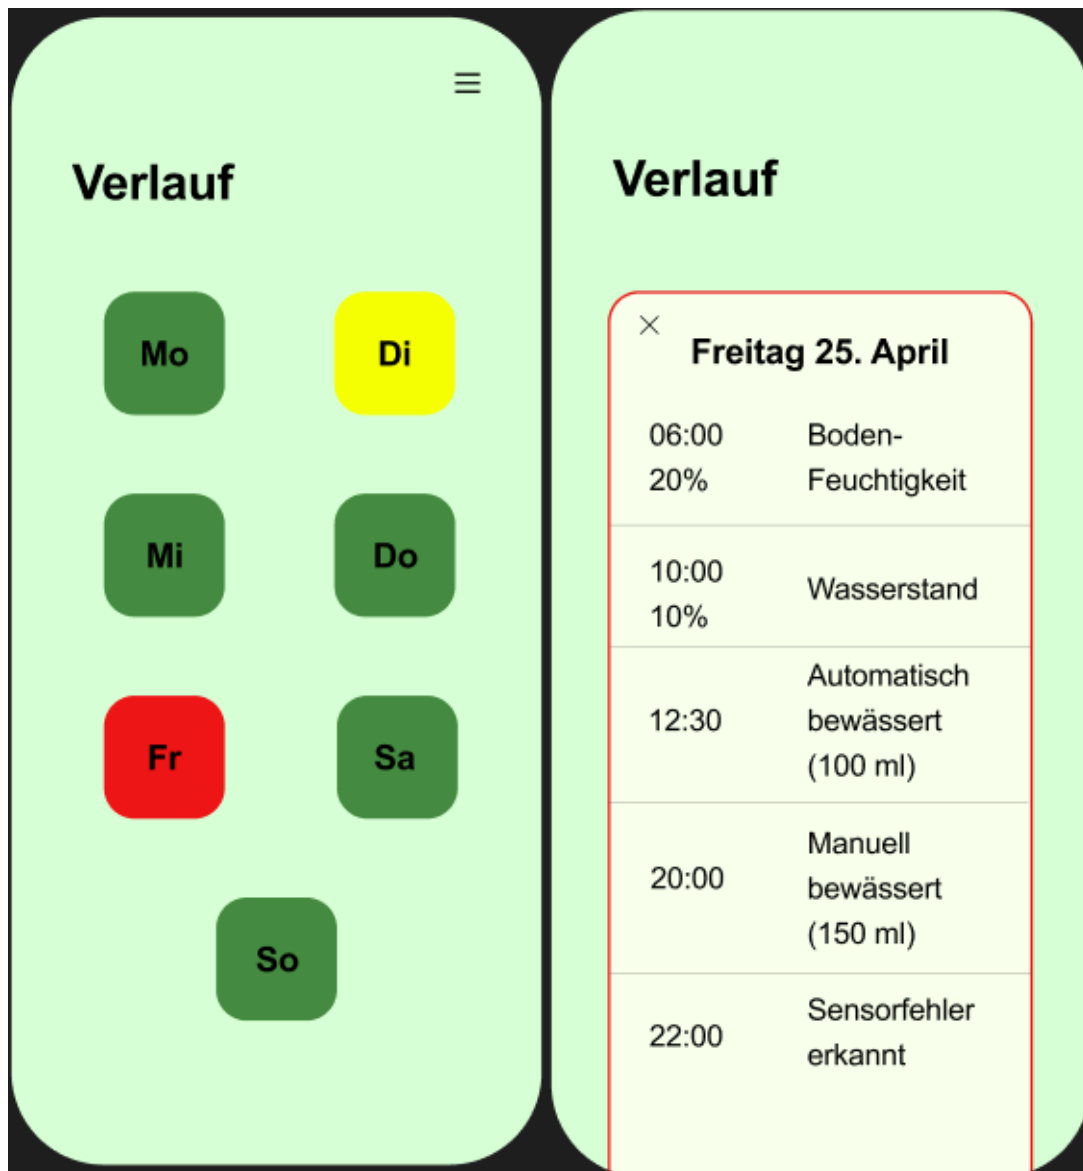 Verlauf
Mo
Di
Mi
Do
Fr
Sa
So
Verlauf
Freitag 25. April
06:00
20%
Boden-
Feuchtigkeit
10:00
10%
Wasserstand
12:30
Automatisch
bewässert
(100 ml)
20:00
Manuell
bewässert
(150 ml)
22:00
Sensorfehler
erkannt